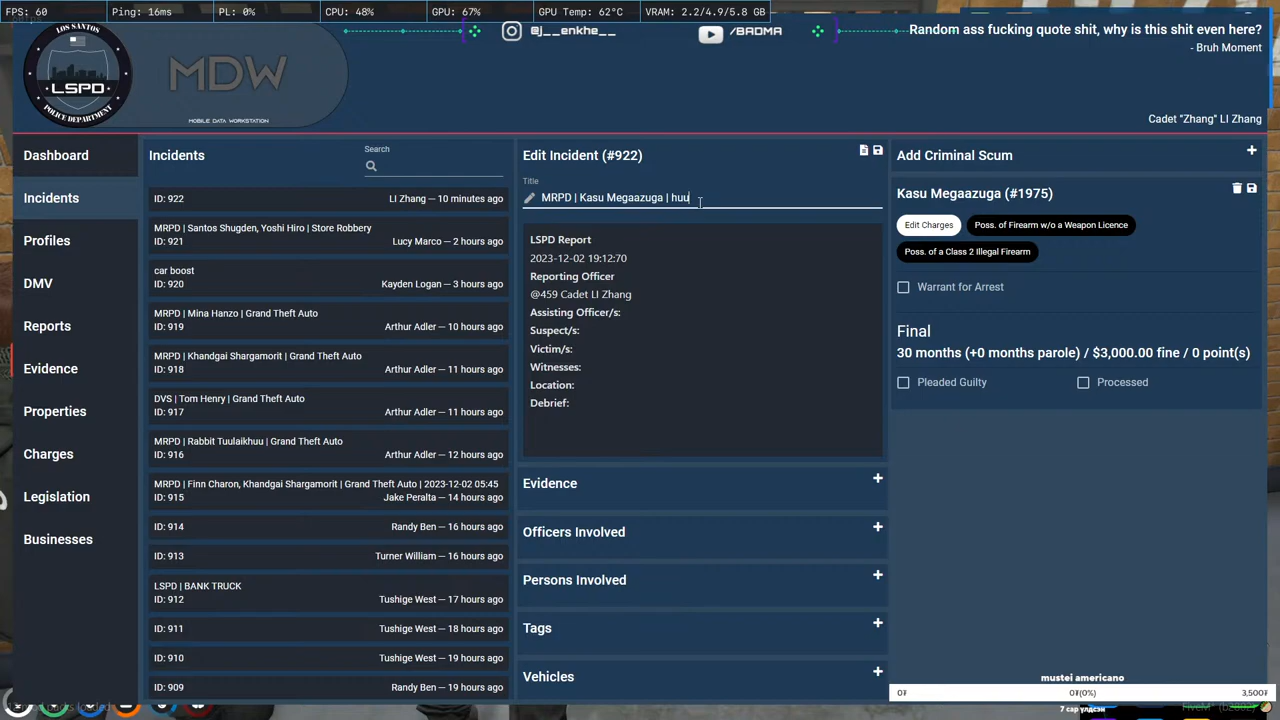 PS: 60
Ping: 16ms
PL: 0%
CPU: 48%
GPU: 67%
GPU Temp: 62°C
VRAM: 2.2/4.9/5.8 GB
LOS SANTOS
LSPD
POLICE DEPARTMENT
MDW
MOBILE DATA WORKSTATION
@j__enkhe__
/BADMA
Random ass fucking quote shit, why is this shit even here?
- Bruh Moment
Cadet "Zhang" LI Zhang
Dashboard
Incidents
Profiles
DMV
Reports
Evidence
Properties
Charges
Legislation
Businesses
Incidents
Search
ID: 922 LI Zhang — 10 minutes ago
MRPD | Santos Shigden, Yoshi Hiro | Store Robbery
ID: 921 Lucy Marco — 2 hours ago
car boost
ID: 920 Kayden Logan — 3 hours ago
MRPD | Mina Hanzo | Grand Theft Auto
ID: 919 Arthur Adler — 10 hours ago
MRPD | Khandgai Shargamorit | Grand Theft Auto
ID: 918 Arthur Adler — 11 hours ago
DVS | Tom Henry | Grand Theft Auto
ID: 917 Arthur Adler — 11 hours ago
MRPD | Rabbit Tuulaikhuu | Grand Theft Auto
ID: 916 Arthur Adler — 12 hours ago
MRPD | Finn Charon, Khandgai Shargamorit | Grand Theft Auto | 2023-12-02 05:45
ID: 915 Jake Peralta — 14 hours ago
ID: 914 Randy Ben — 16 hours ago
ID: 913 Turner William — 16 hours ago
LSPD | BANK TRUCK
ID: 912 Tushige West — 17 hours ago
ID: 911 Tushige West — 18 hours ago
ID: 910 Tushige West — 19 hours ago
ID: 909 Randy Ben — 19 hours ago
Edit Incident (#922)
Title
MRPD | Kasu Megaazuga | huu
LSPD Report
2023-12-02 19:12:70
Reporting Officer
@459 Cadet LI Zhang
Assisting Officer/s:
Suspect/s:
Victim/s:
Witnesses:
Location:
Debrief:
Evidence
Officers Involved
Persons Involved
Tags
Vehicles
Add Criminal Scum
Kasu Megaazuga (#1975)
Edit Charges
Poss. of Firearm w/o a Weapon Licence
Poss. of a Class 2 Illegal Firearm
Warrant for Arrest
Final
30 months (+0 months parole) / $3,000.00 fine / 0 point(s)
Pleaded Guilty
Processed
mustei americano
0₮ 0₮(0%) 3,500₮
7 сар үлдсэн